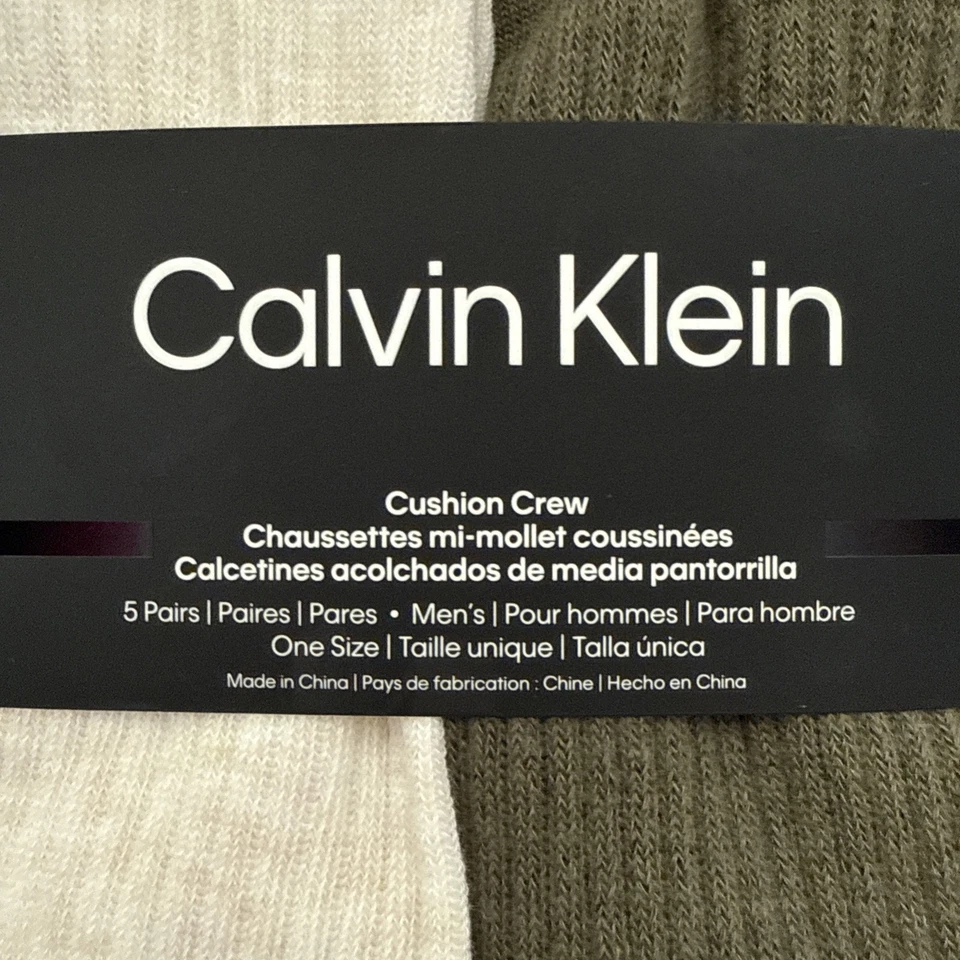 Calvin Klein
Cushion Crew
Chaussettes mi-mollet coussinées
Calcetines acolchados de media pantorrilla
5 Pairs | Paires | Pares • Men's | Pour hommes | Para hombre
One Size | Taille unique | Talla única
Made in China | Pays de fabrication : Chine | Hecho en China